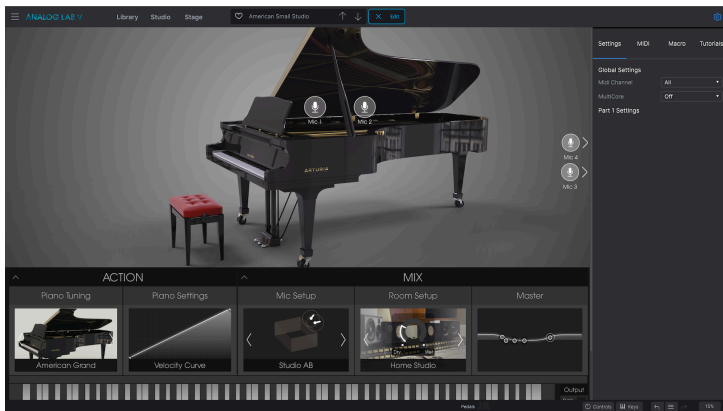 ANALOG LAB V Library Studio Stage American Small Studio Edit
Settings MIDI Macro Tutorials
Global Settings
Midi Channel All
MultiCore Off
Part 1 Settings
Mic 1 Mic 2
Mic 4
Mic 3
ARTURIA
ACTION MIX
Piano Tuning Piano Settings Mic Setup Room Setup Master
Dry Wet
American Grand Velocity Curve Studio AB Home Studio
Output
Pedals
Controls Keys 15%